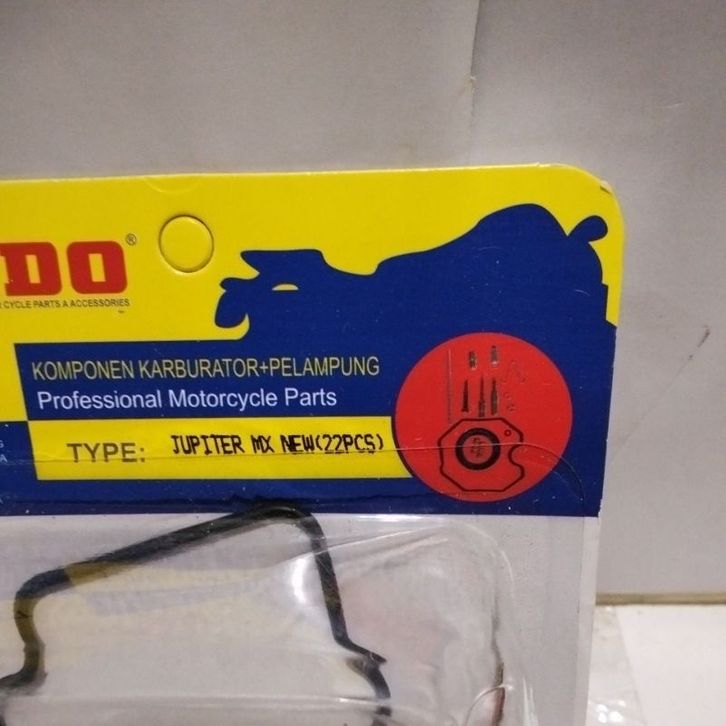 DO®
CYCLE PARTS A ACCESSORIES
KOMPONEN KARBURATOR+PELAMPUNG
Professional Motorcycle Parts
TYPE: JUPITER MX NEW(22PCS)